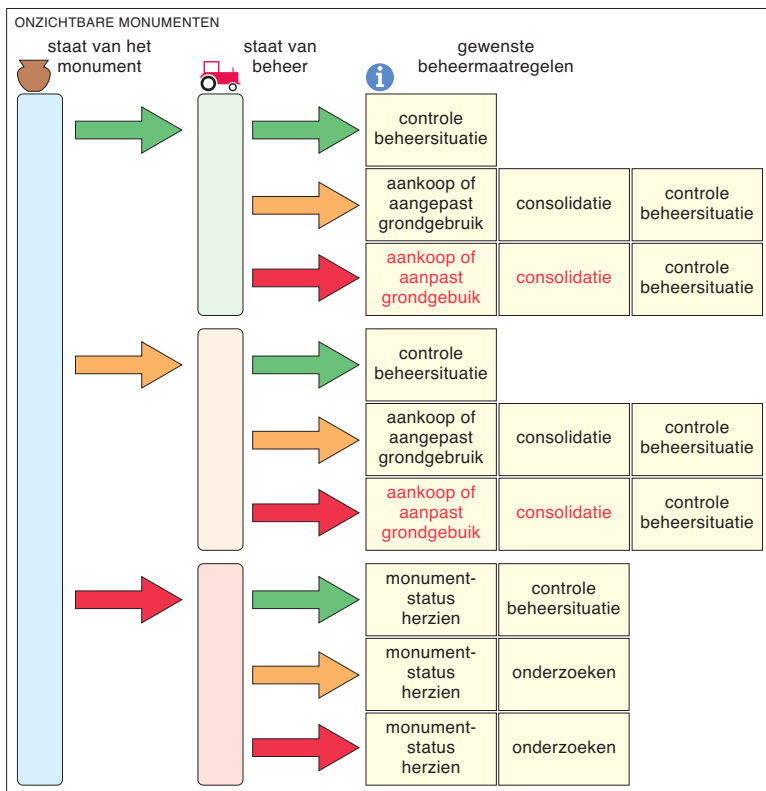 ONZICHTBARE MONUMENTEN
staat van het
monument
staat van
beheer
gewenste
beheermaatregelen
i
controle
beheersituatie
aankoop of
aangepast
grondgebruik
consolidatie
controle
beheersituatie
aankoop of
aanpast
grondgebuik
consolidatie
controle
beheersituatie
controle
beheersituatie
aankoop of
aangepast
grondgebruik
consolidatie
controle
beheersituatie
aankoop of
aanpast
grondgebuik
consolidatie
controle
beheersituatie
monument-
status
herzien
controle
beheersituatie
monument-
status
herzien
onderzoeken
monument-
status
herzien
onderzoeken